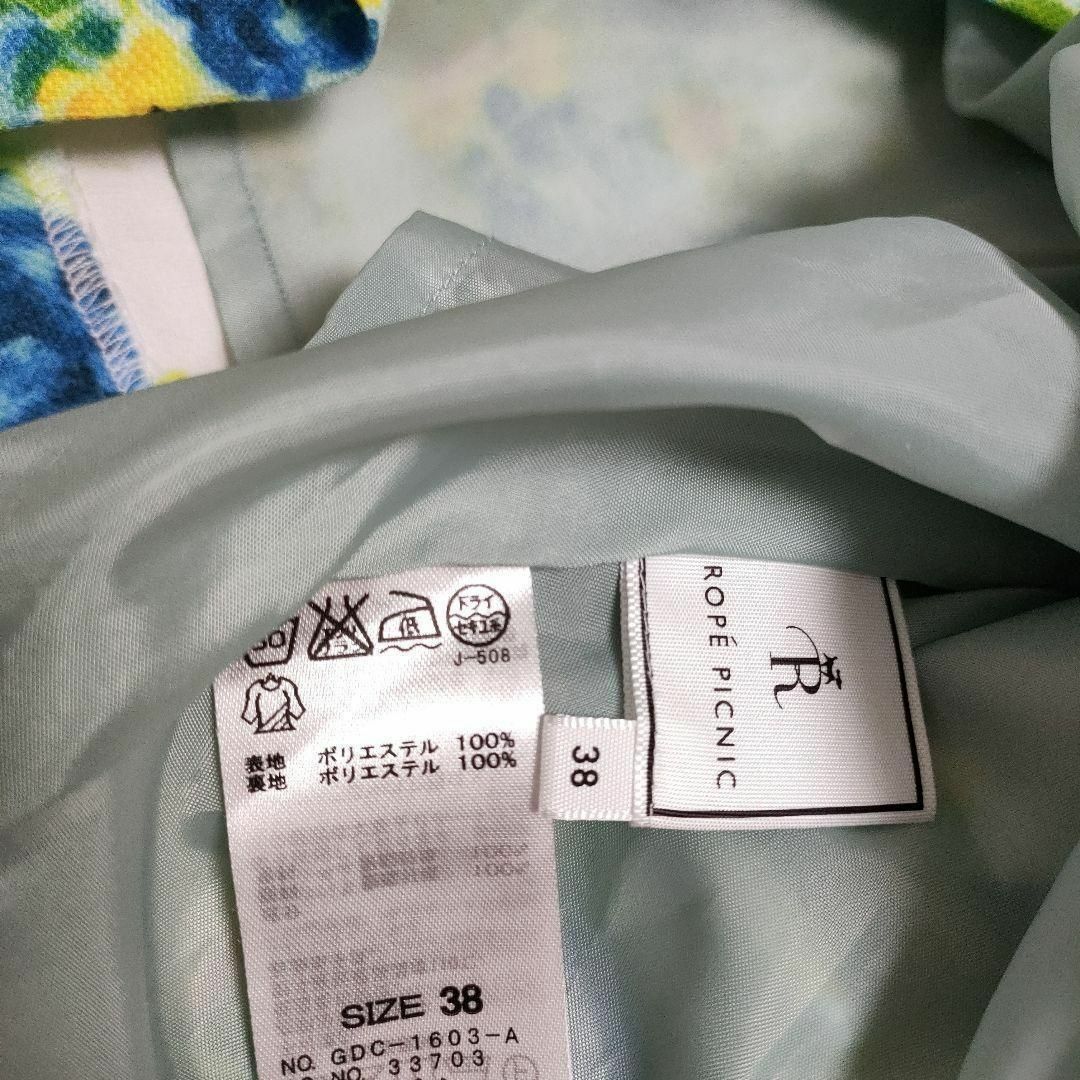 低
ドライ
セキユ系
J-508
表地 ポリエステル 100%
裏地 ポリエステル 100%
SIZE 38
NO. GDC-1603-A
NO. 33703
38
R
ROPÉ PICNIC